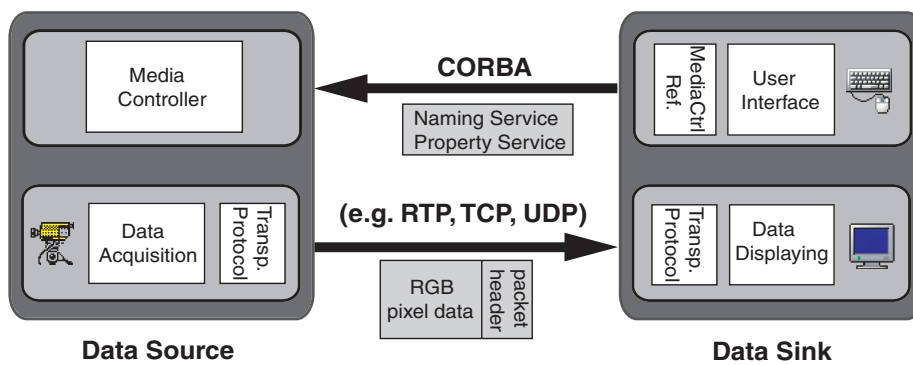 Media
Controller
CORBA
Naming Service
Property Service
MediaCtrl
Ref.
User
Interface
Data
Acquisition
Transp.
Protocol
(e.g. RTP, TCP, UDP)
RGB
pixel data
packet
header
Transp.
Protocol
Data
Displaying
Data Source
Data Sink